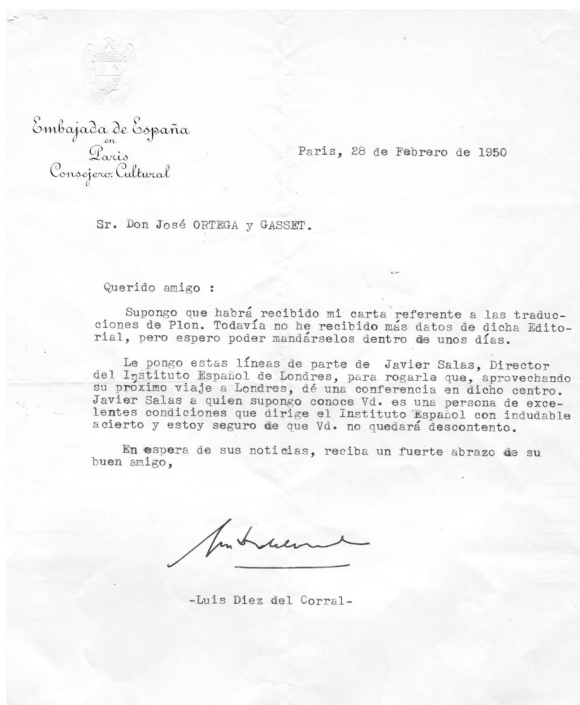 Embajada de España
en
Paris
Consejero Cultural
Paris, 28 de Febrero de 1950
Sr. Don José ORTEGA y GASSET.
Querido amigo :
Supongo que habrá recibido mi carta referente a las traduc-
ciones de Plon. Todavía no he recibido más datos de dicha Edito-
rial, pero espero poder mandárselos dentro de unos días.
Le pongo estas líneas de parte de Javier Salas, Director
del Instituto Español de Londres, para rogarle que, aprovechando
su próximo viaje a Londres, dé una conferencia en dicho centro.
Javier Salas a quien supongo conoce Vd. es una persona de exce-
lentes condiciones que dirige el Instituto Español con indudable
acierto y estoy seguro de que Vd. no quedará descontento.
En espera de sus noticias, reciba un fuerte abrazo de su
buen amigo,
-Luis Diez del Corral-